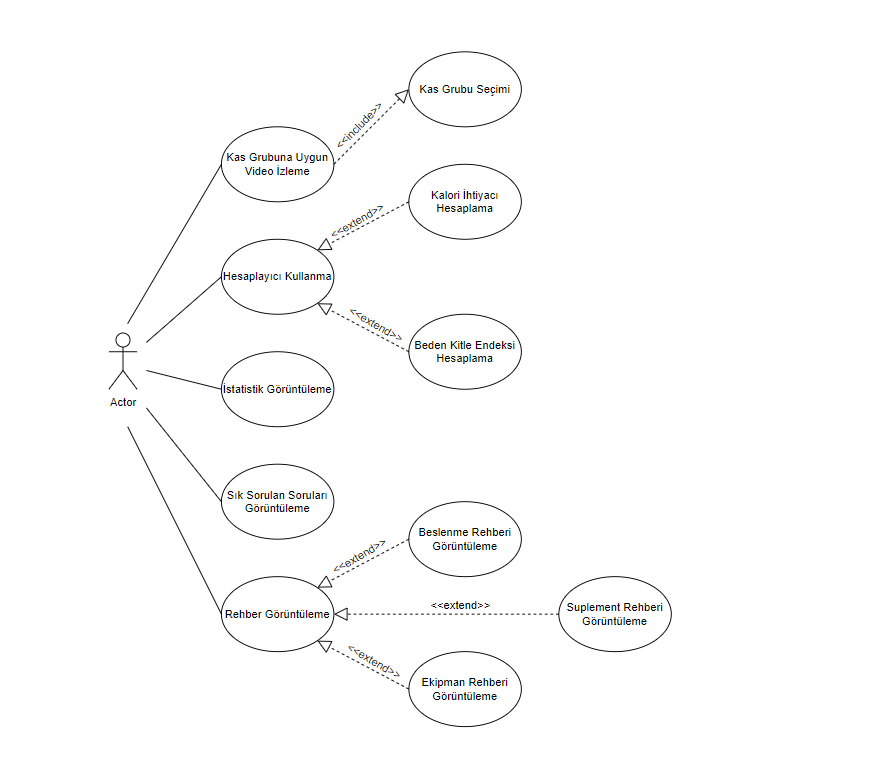 Kas Grubu Seçimi
<<include>>
Kas Grubuna Uygun
Video İzleme
Kalori İhtiyacı
Hesaplama
<<extend>>
Hesaplayıcı Kullanma
<<extend>>
Beden Kitle Endeksi
Hesaplama
İstatistik Görüntüleme
Actor
Sık Sorulan Soruları
Görüntüleme
Beslenme Rehberi
Görüntüleme
<<extend>>
Rehber Görüntüleme
<<extend>>
Suplement Rehberi
Görüntüleme
<<extend>>
Ekipman Rehberi
Görüntüleme